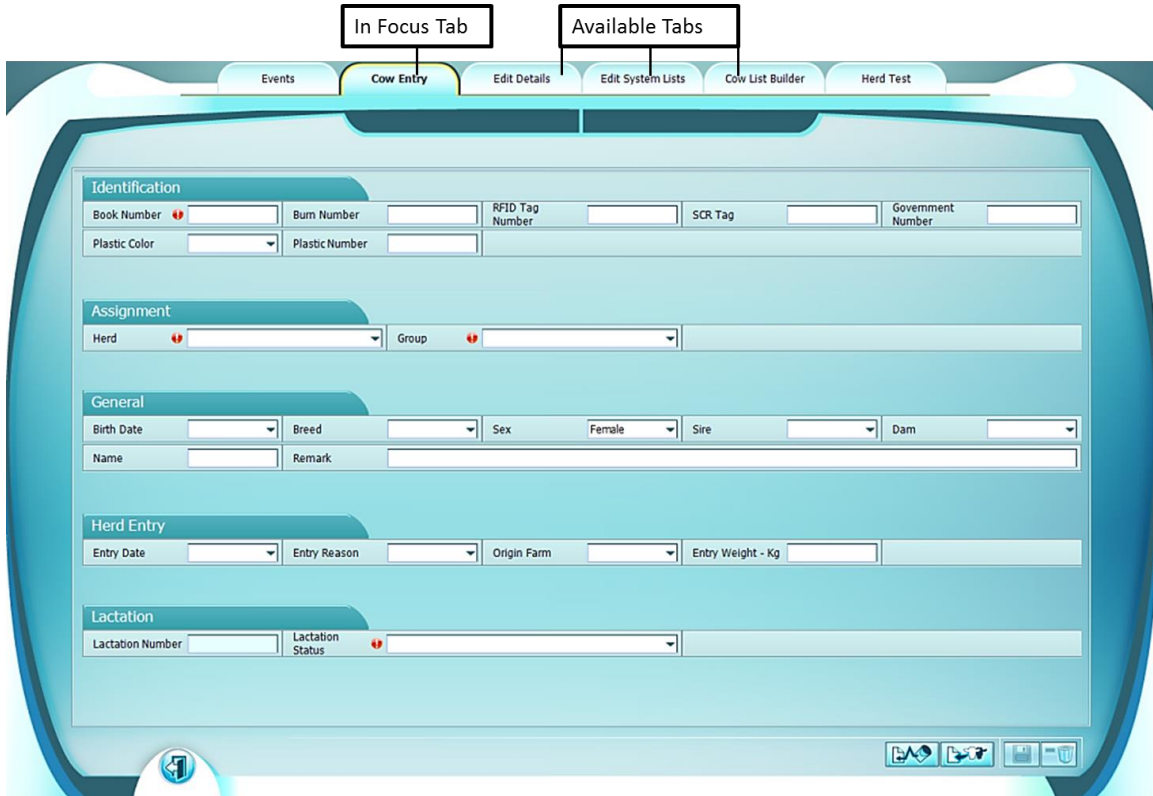 In Focus Tab
Available Tabs
Events
Cow Entry
Edit Details
Edit System Lists
Cow List Builder
Herd Test
Identification
Book Number
Burn Number
RFID Tag
Number
SCR Tag
Government
Number
Plastic Color
Plastic Number
Assignment
Herd
Group
General
Birth Date
Breed
Sex
Female
Sire
Dam
Name
Remark
Herd Entry
Entry Date
Entry Reason
Origin Farm
Entry Weight - Kg
Lactation
Lactation Number
Lactation
Status